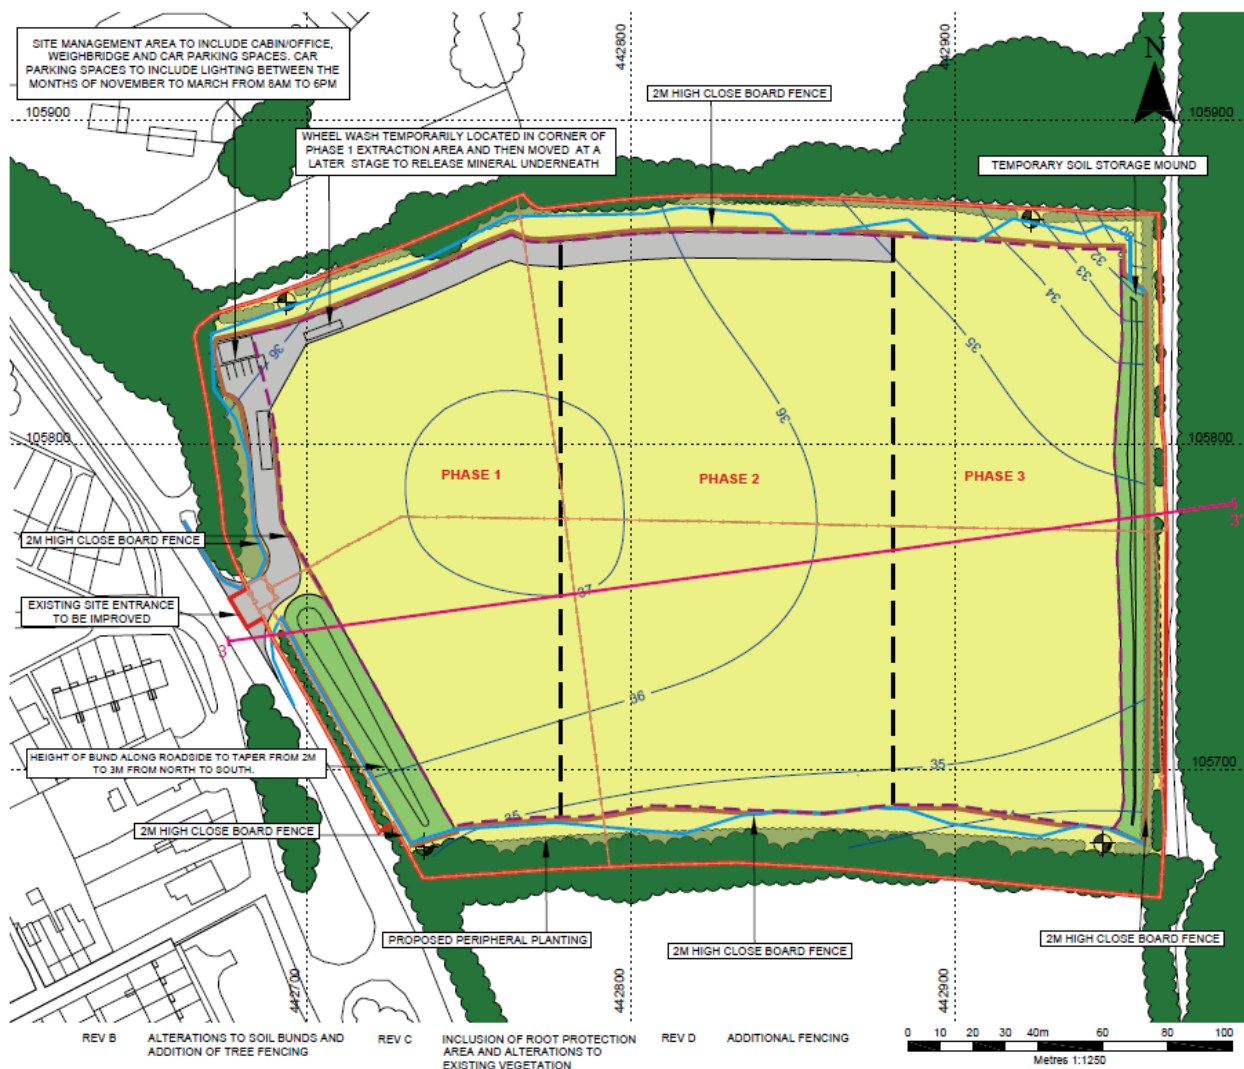 SITE MANAGEMENT AREA TO INCLUDE CABIN/OFFICE,
WEIGHBRIDGE AND CAR PARKING SPACES. CAR
PARKING SPACES TO INCLUDE LIGHTING BETWEEN THE
MONTHS OF NOVEMBER TO MARCH FROM 8AM TO 6PM
442800
442900
N
2M HIGH CLOSE BOARD FENCE
105900
105900
WHEEL WASH TEMPORARILY LOCATED IN CORNER OF
PHASE 1 EXTRACTION AREA AND THEN MOVED AT A
LATER STAGE TO RELEASE MINERAL UNDERNEATH
TEMPORARY SOIL STORAGE MOUND
30
32
33
34
35
36
36
105800
105800
PHASE 1
PHASE 2
PHASE 3
3'
2M HIGH CLOSE BOARD FENCE
37
EXISTING SITE ENTRANCE
TO BE IMPROVED
3
36
HEIGHT OF BUND ALONG ROADSIDE TO TAPER FROM 2M
TO 3M FROM NORTH TO SOUTH.
35
105700
35
2M HIGH CLOSE BOARD FENCE
PROPOSED PERIPHERAL PLANTING
2M HIGH CLOSE BOARD FENCE
2M HIGH CLOSE BOARD FENCE
442700
442800
442900
REV B ALTERATIONS TO SOIL BUNDS AND
ADDITION OF TREE FENCING
REV C INCLUSION OF ROOT PROTECTION
AREA AND ALTERATIONS TO
EXISTING VEGETATION
REV D ADDITIONAL FENCING
0 10 20 30 40m 60 80 100
Metres 1:1250